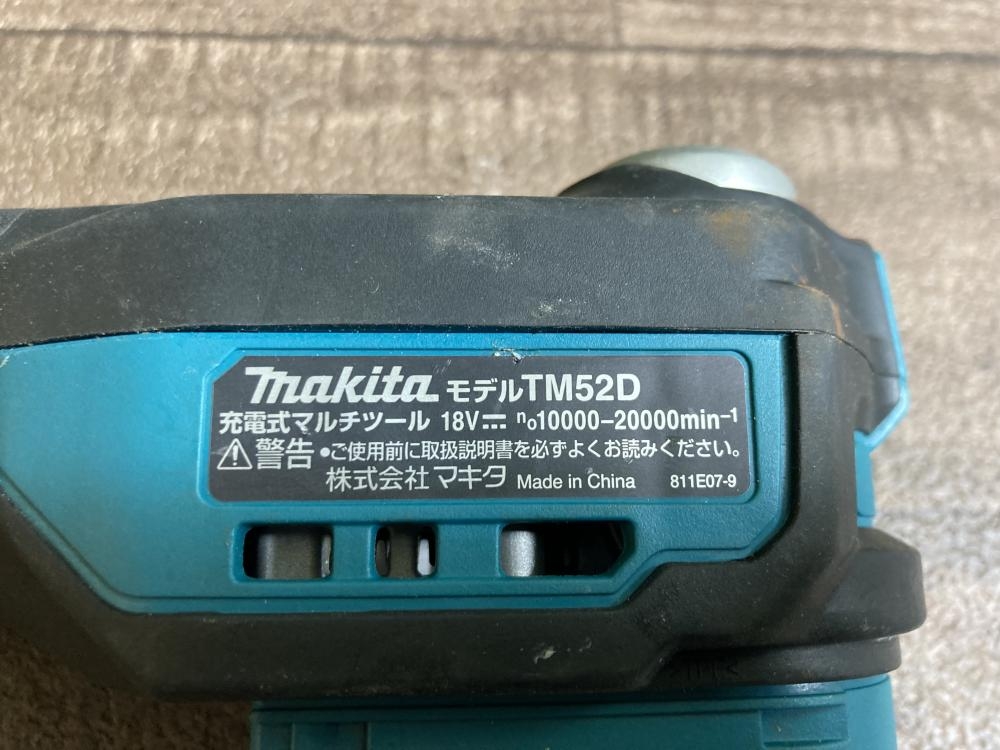 makita モデルTM52D
充電式マルチツール 18V⎓ n₀10000-20000min⁻¹
⚠警告 •ご使用前に取扱説明書を必ずよくお読みください。
株式会社 マキタ Made in China 811E07-9